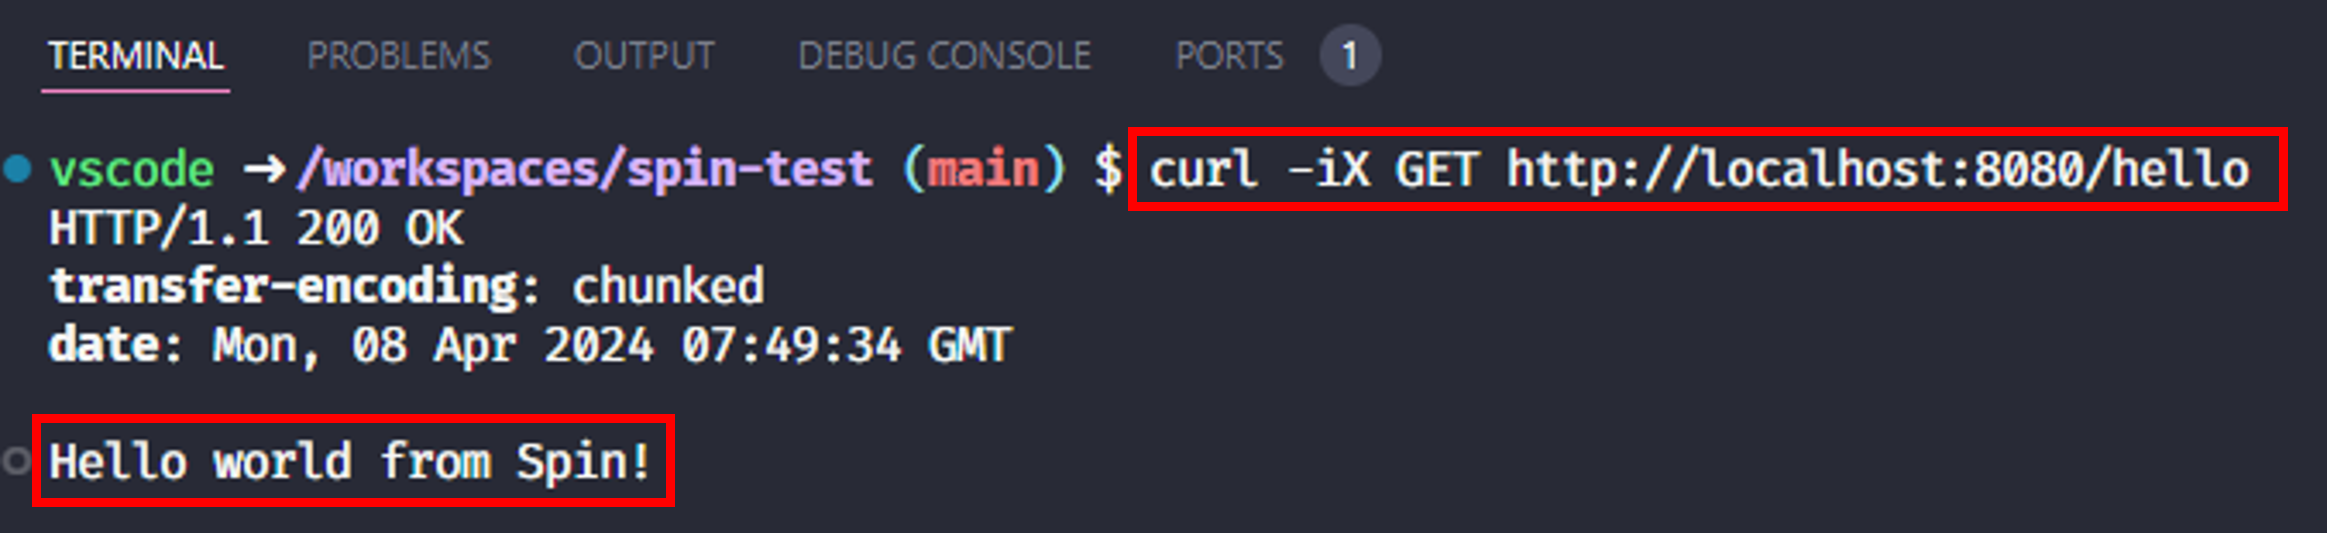 TERMINAL PROBLEMS OUTPUT DEBUG CONSOLE PORTS 1
vscode → /workspaces/spin-test (main) $ curl -iX GET http://localhost:8080/hello
HTTP/1.1 200 OK
transfer-encoding: chunked
date: Mon, 08 Apr 2024 07:49:34 GMT
Hello world from Spin!